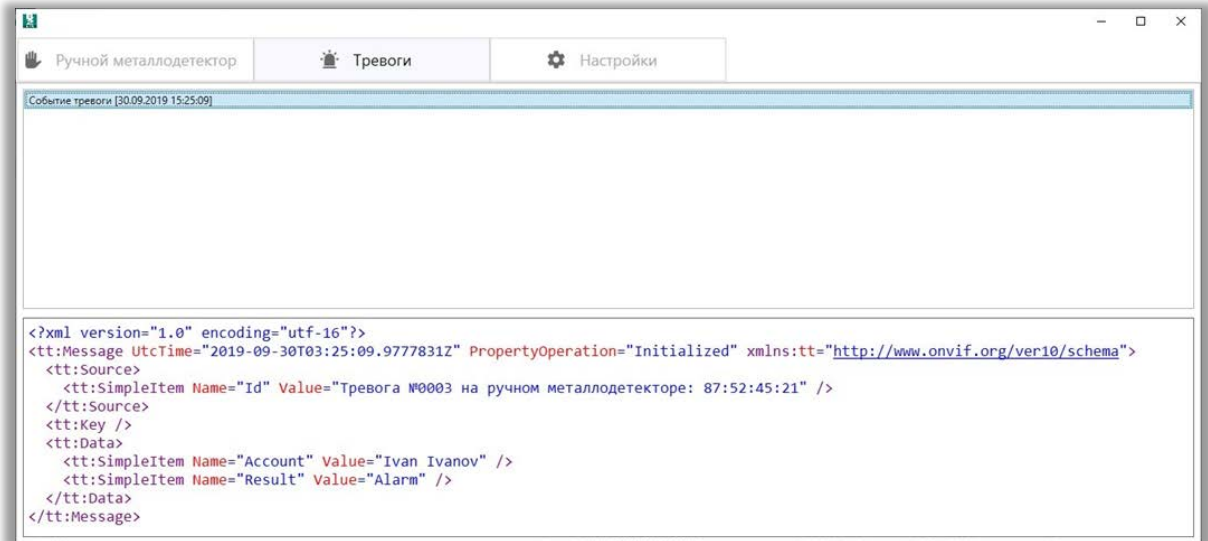 Ручной металлодетектор
Тревоги
Настройки
Событие тревоги [30.09.2019 15:25:09]
<?xml version="1.0" encoding="utf-16"?>
<tt:Message UtcTime="2019-09-30T03:25:09.9777831Z" PropertyOperation="Initialized" xmlns:tt="http://www.onvif.org/ver10/schema">
<tt:Source>
<tt:SimpleItem Name="Id" Value="Тревога №0003 на ручном металлодетекторе: 87:52:45:21" />
</tt:Source>
<tt:Key />
<tt:Data>
<tt:SimpleItem Name="Account" Value="Ivan Ivanov" />
<tt:SimpleItem Name="Result" Value="Alarm" />
</tt:Data>
</tt:Message>